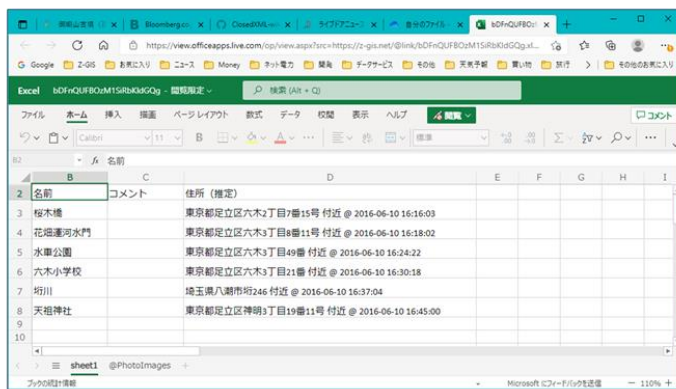 Bloomberg.co
ClosedXML
ライブドアニュース
自分のファイル -
bDFnQUFBOz
https://view.officeapps.live.com/op/view.aspx?src=https://z-gis.net/@link/bDFnQUFBOzM1SiRbKldGQg.xl...
Google Z-GIS お気に入り ニュース Money ネット電力 開発 データサービス その他 天気予報 買い物 旅行 その他のお気に入り
Excel bDFnQUFBOzM1SiRbKldGQg - 閲覧限定 検索 (Alt + Q)
ファイル ホーム 挿入 描画 ページ レイアウト 数式 データ 校閲 表示 ヘルプ 閲覧 コメント
Calibri 11 B A 標準
B2 fx 名前
B C D E F G H I
2 名前 コメント 住所（推定）
3 桜木橋 東京都足立区六木2丁目7番15号 付近 @ 2016-06-10 16:16:03
4 花畑運河水門 東京都足立区六木3丁目8番11号 付近 @ 2016-06-10 16:18:02
5 水車公園 東京都足立区六木3丁目49番 付近 @ 2016-06-10 16:24:22
6 六木小学校 東京都足立区六木3丁目21番 付近 @ 2016-06-10 16:30:18
7 垳川 埼玉県八潮市垳246 付近 @ 2016-06-10 16:37:04
8 天祖神社 東京都足立区神明3丁目19番11号 付近 @ 2016-06-10 16:45:00
9
10
sheet1 @PhotoImages
ブックの統計情報 Microsoft にフィードバックを送信 110%